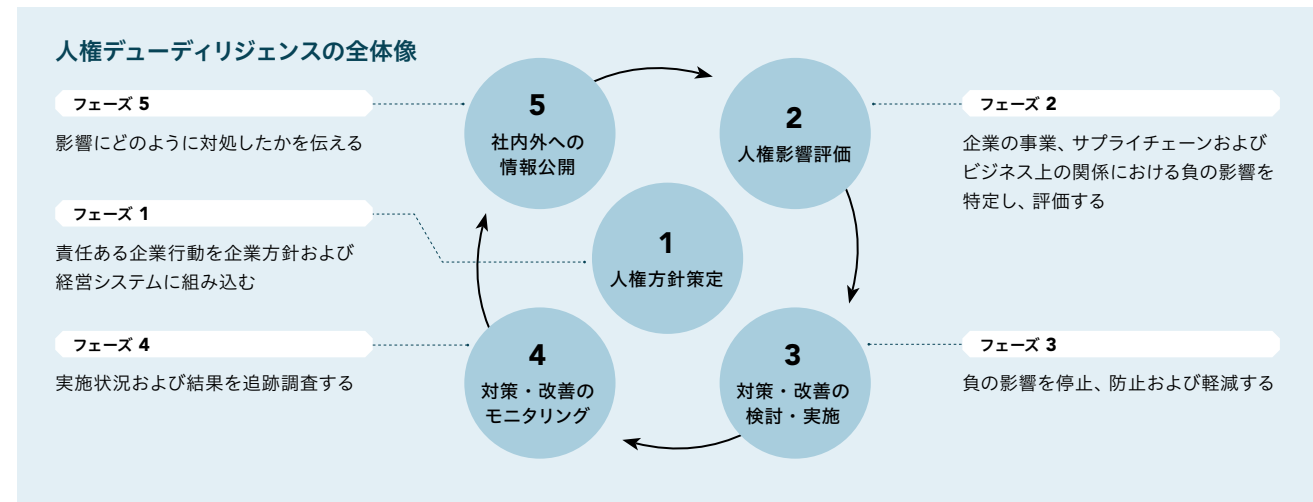 人権デューディリジェンスの全体像
フェーズ 5
影響にどのように対処したかを伝える
フェーズ 1
責任ある企業行動を企業方針および
経営システムに組み込む
フェーズ 4
実施状況および結果を追跡調査する
5
社内外への
情報公開
2
人権影響評価
1
人権方針策定
4
対策・改善の
モニタリング
3
対策・改善の
検討・実施
フェーズ 2
企業の事業、サプライチェーンおよび
ビジネス上の関係における負の影響を
特定し、評価する
フェーズ 3
負の影響を停止、防止および軽減する